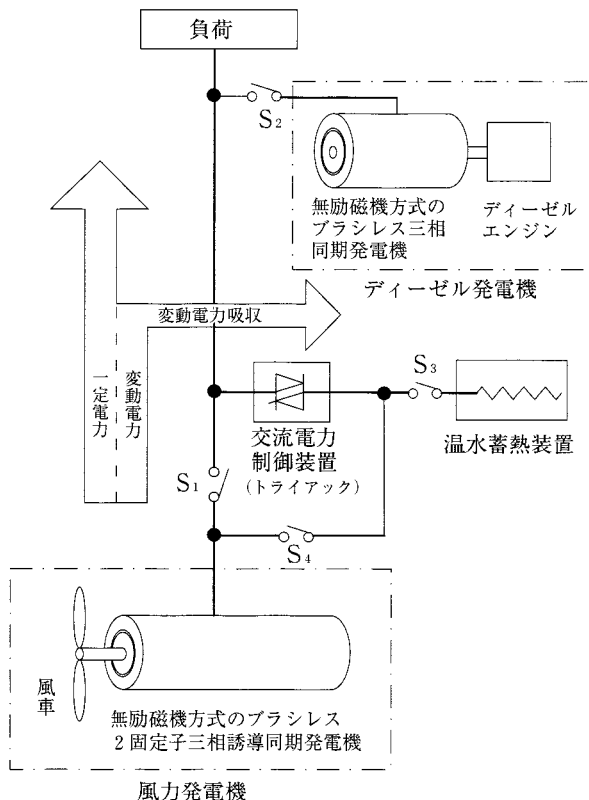 負荷
S₂
無励磁機方式の
ブラシレス三相
同期発電機
ディーゼル
エンジン
ディーゼル発電機
変動電力吸収
一定電力
変動電力
S₃
交流電力
制御装置
(トライアック)
温水蓄熱装置
S₁
S₄
風車
無励磁機方式のブラシレス
2固定子三相誘導同期発電機
風力発電機